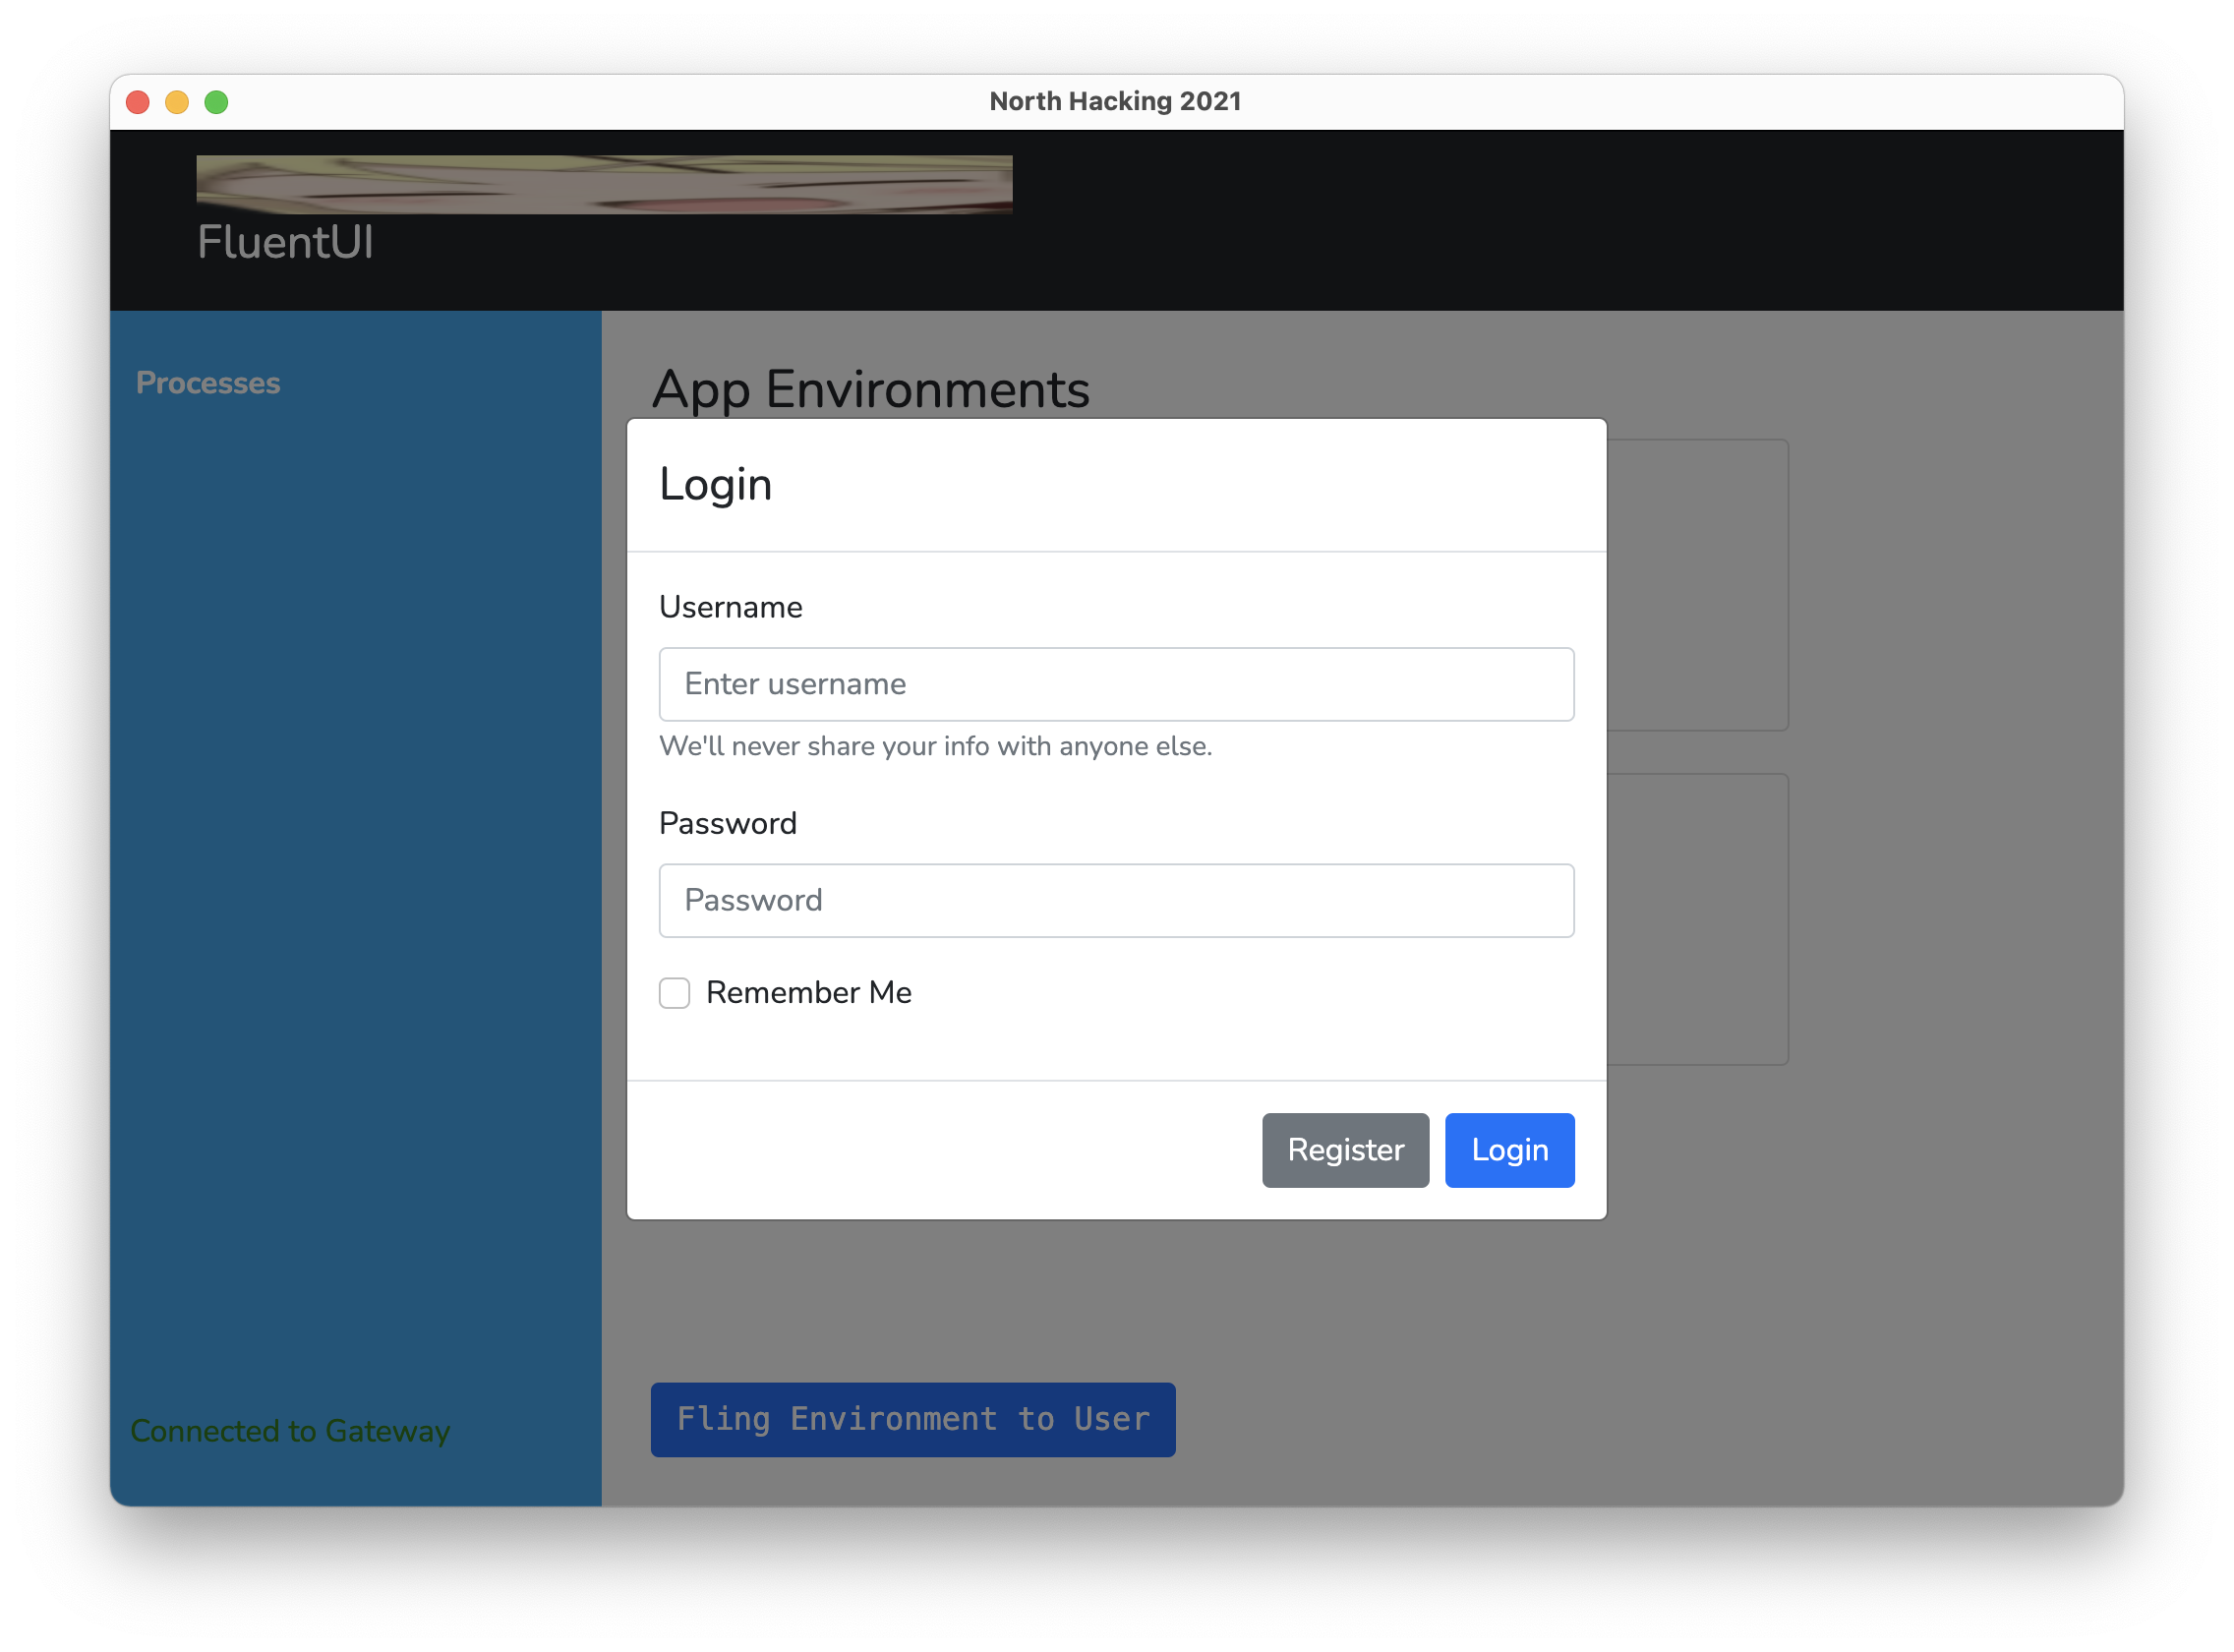 North Hacking 2021
FluentUI
Processes
App Environments
Login
Username
Enter username
We'll never share your info with anyone else.
Password
Password
Remember Me
Register Login
Fling Environment to User
Connected to Gateway